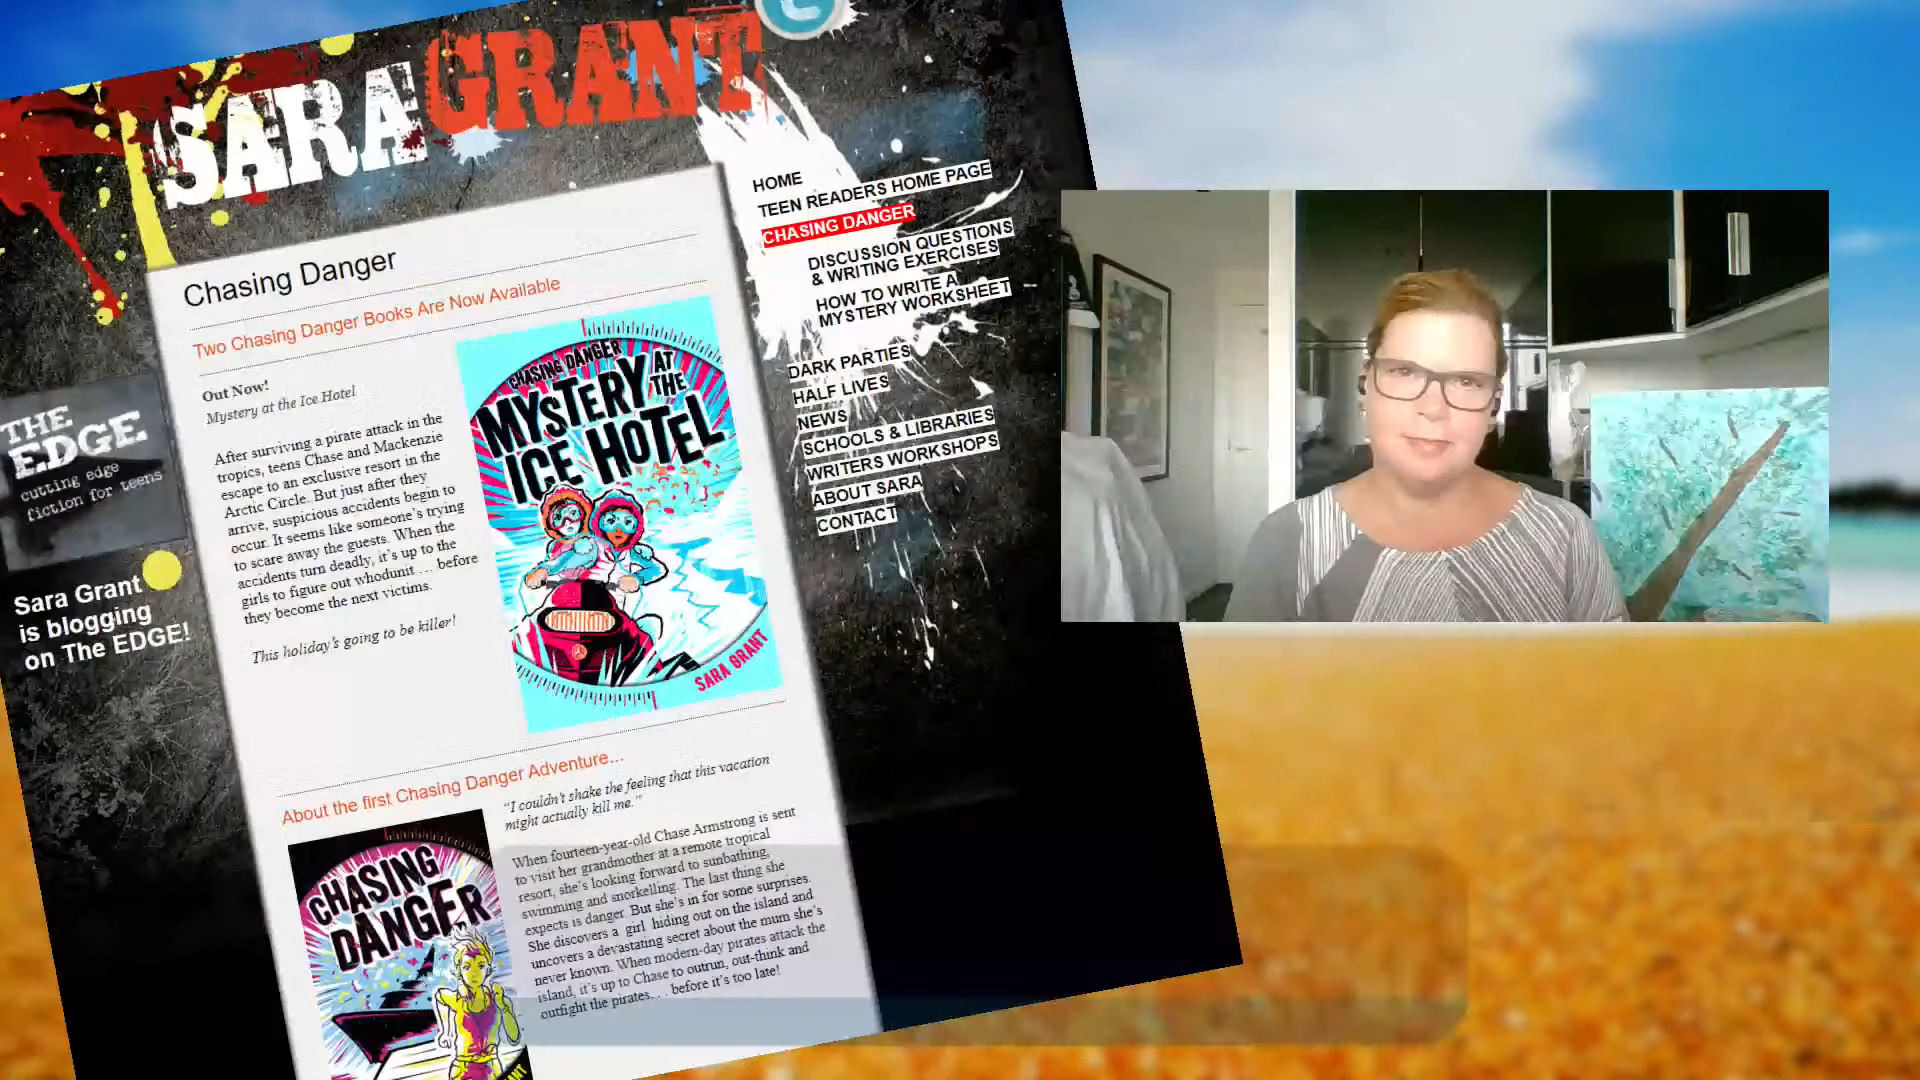 SARA GRANT
HOME
TEEN READERS HOME PAGE
CHASING DANGER
DISCUSSION QUESTIONS
& WRITING EXERCISES
HOW TO WRITE A
MYSTERY WORKSHEET
DARK PARTIES
HALF LIVES
NEWS
SCHOOLS & LIBRARIES
WRITERS WORKSHOPS
ABOUT SARA
CONTACT
Chasing Danger
Two Chasing Danger Books Are Now Available
Out Now!
Mystery at the Ice Hotel
After surviving a pirate attack in the
tropics, teens Chase and Mackenzie
escape to an exclusive resort in the
Arctic Circle. But just after they
arrive, suspicious accidents begin to
occur. It seems like someone's trying
to scare away the guests. When the
accidents turn deadly, it's up to the
girls to figure out whodunit . . . before
they become the next victims.
This holiday's going to be killer!
CHASING DANGER
MYSTERY AT THE
ICE HOTEL
SARA GRANT
THE
EDGE
cutting edge
fiction for teens
Sara Grant
is blogging
on The EDGE!
About the first Chasing Danger Adventure...
"I couldn't shake the feeling that this vacation
might actually kill me."
When fourteen-year-old Chase Armstrong is sent
to visit her grandmother at a remote tropical
resort, she's looking forward to sunbathing,
swimming and snorkelling. The last thing she
expects is danger. But she's in for some surprises.
She discovers a girl hiding out on the island and
uncovers a devastating secret about the mum she's
never known. When modern-day pirates attack the
island, it's up to Chase to outrun, out-think and
outfight the pirates. . . before it's too late!
CHASING
DANGER